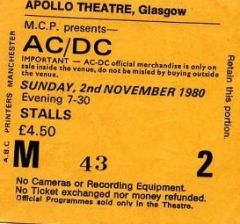 APOLLO THEATRE, Glasgow
M.C.P. presents—
AC/DC
IMPORTANT — AC-DC official merchandise is only on
sale inside the venue, do not be misled by buying outside
the venue.
SUNDAY, 2nd NOVEMBER 1980
Evening 7-30
STALLS
£4.50
M 43 2
No Cameras or Recording Equipment.
No Ticket exchanged nor money refunded.
Official Programmes sold only in the Theatre.
A.B.C PRINTERS MANCHESTER
Retain this portion.